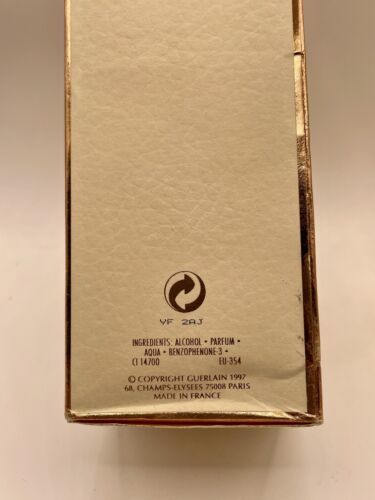 YF 2AJ
INGREDIENTS: ALCOHOL • PARFUM •
AQUA • BENZOPHENONE-3 •
CI 14700 EU-354
© COPYRIGHT GUERLAIN 1997
68, CHAMPS-ELYSEES 75008 PARIS
MADE IN FRANCE